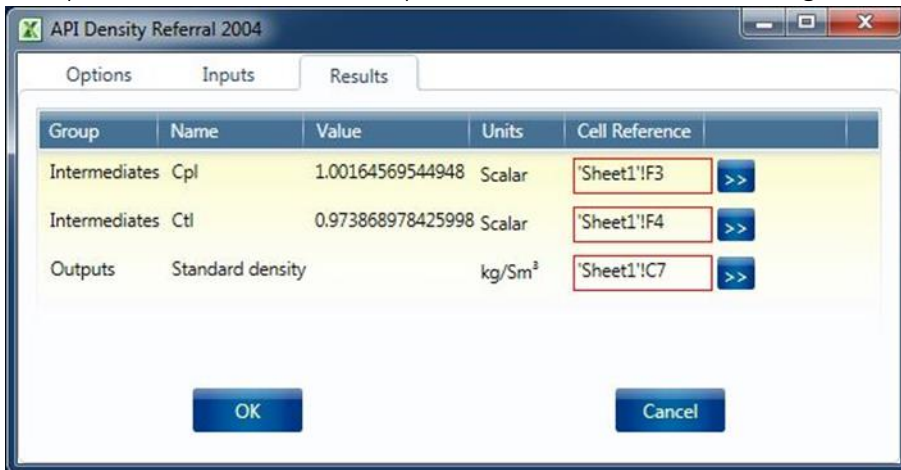 API Density Referral 2004
Options Inputs Results
Group Name Value Units Cell Reference
Intermediates Cpl 1.00164569544948 Scalar 'Sheet1'!F3 >>
Intermediates Ctl 0.973868978425998 Scalar 'Sheet1'!F4 >>
Outputs Standard density kg/Sm³ 'Sheet1'!C7 >>
OK Cancel